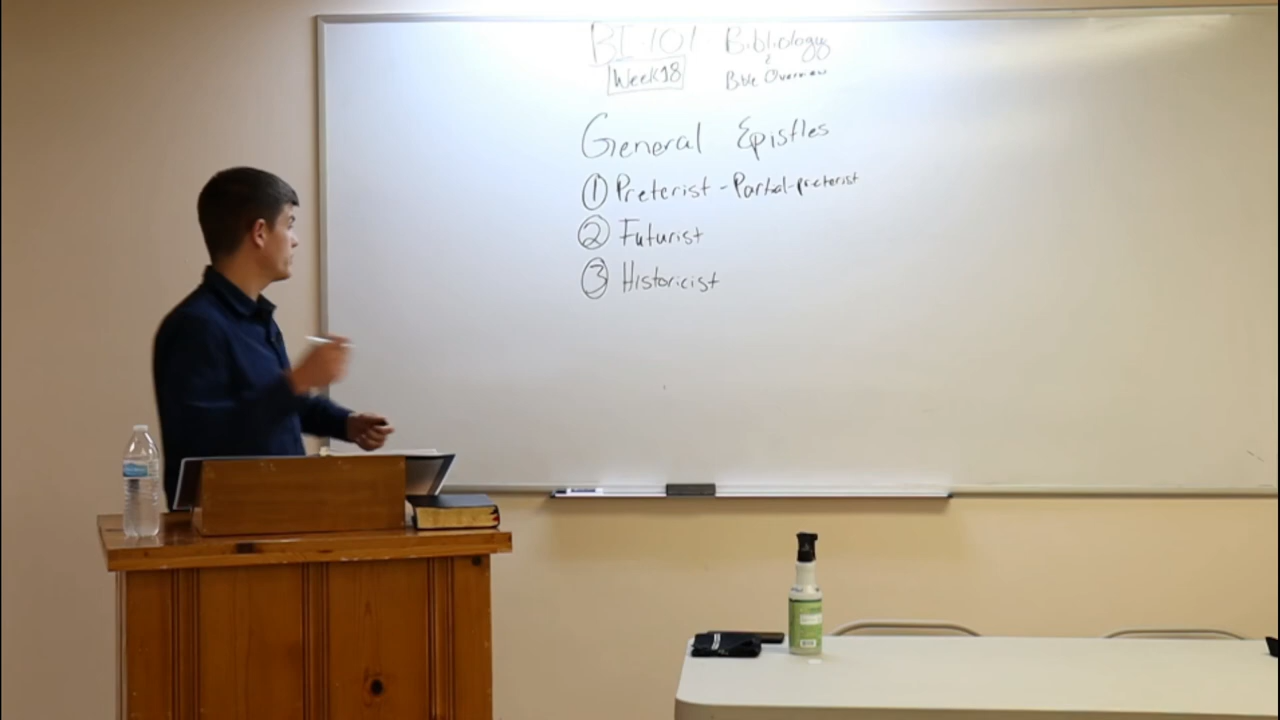 BI 101 Bibliology
&
Week 18 Bible Overview
General Epistles
① Preterist - Partial-preterist
② Futurist
③ Historicist